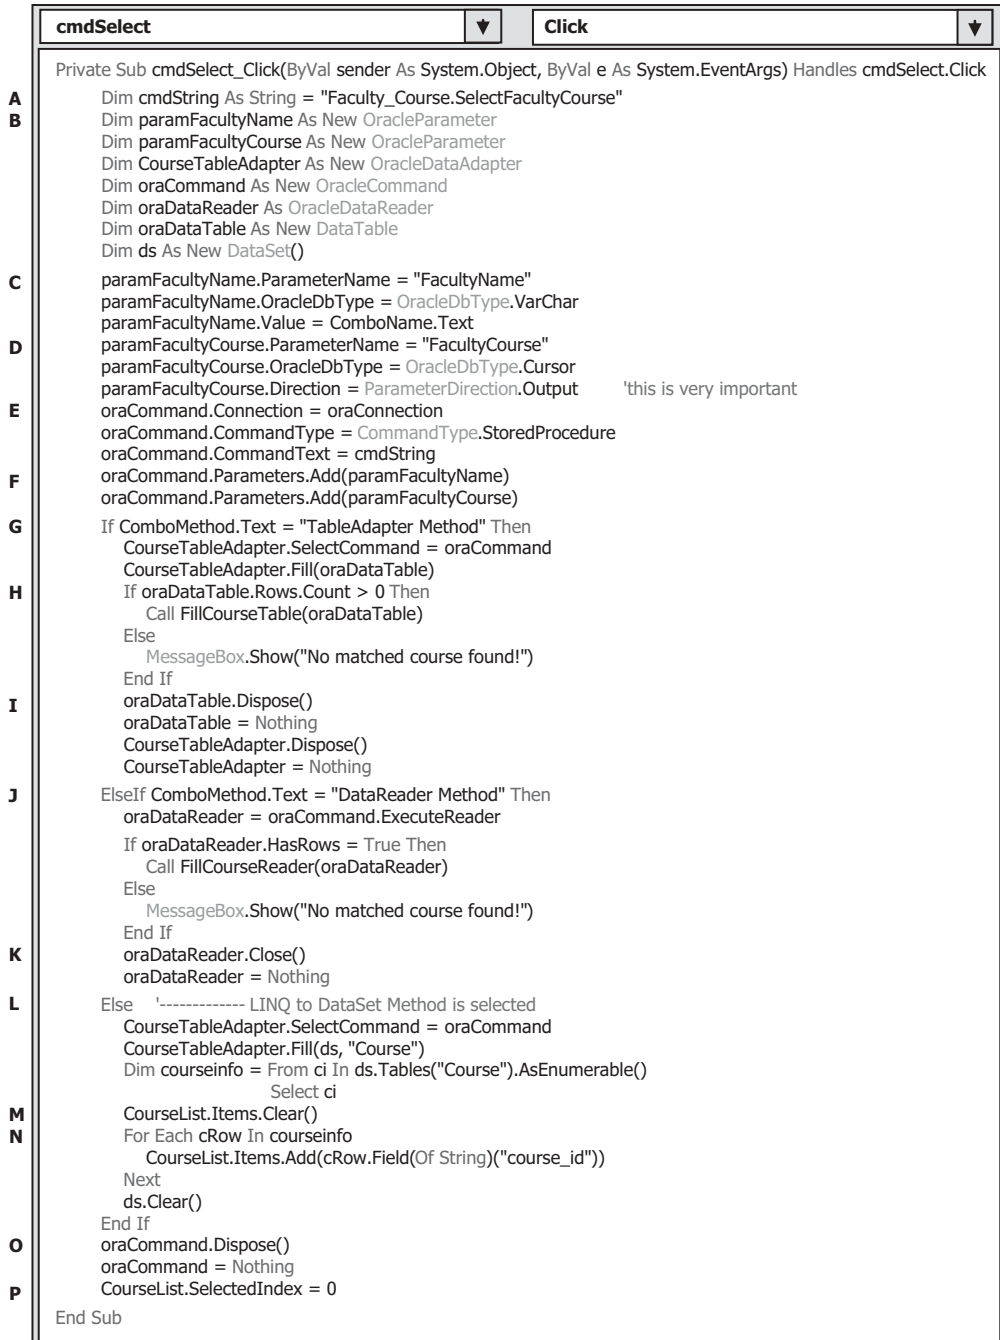 cmdSelect Click
Private Sub cmdSelect_Click(ByVal sender As System.Object, ByVal e As System.EventArgs) Handles cmdSelect.Click
A Dim cmdString As String = "Faculty_Course.SelectFacultyCourse"
B Dim paramFacultyName As New OracleParameter
Dim paramFacultyCourse As New OracleParameter
Dim CourseTableAdapter As New OracleDataAdapter
Dim oraCommand As New OracleCommand
Dim oraDataReader As OracleDataReader
Dim oraDataTable As New DataTable
Dim ds As New DataSet()
C paramFacultyName.ParameterName = "FacultyName"
paramFacultyName.OracleDbType = OracleDbType.VarChar
paramFacultyName.Value = ComboName.Text
D paramFacultyCourse.ParameterName = "FacultyCourse"
paramFacultyCourse.OracleDbType = OracleDbType.Cursor
paramFacultyCourse.Direction = ParameterDirection.Output 'this is very important
E oraCommand.Connection = oraConnection
oraCommand.CommandType = CommandType.StoredProcedure
oraCommand.CommandText = cmdString
F oraCommand.Parameters.Add(paramFacultyName)
oraCommand.Parameters.Add(paramFacultyCourse)
G If ComboMethod.Text = "TableAdapter Method" Then
CourseTableAdapter.SelectCommand = oraCommand
CourseTableAdapter.Fill(oraDataTable)
H If oraDataTable.Rows.Count > 0 Then
Call FillCourseTable(oraDataTable)
Else
MessageBox.Show("No matched course found!")
End If
I oraDataTable.Dispose()
oraDataTable = Nothing
CourseTableAdapter.Dispose()
CourseTableAdapter = Nothing
J ElseIf ComboMethod.Text = "DataReader Method" Then
oraDataReader = oraCommand.ExecuteReader
If oraDataReader.HasRows = True Then
Call FillCourseReader(oraDataReader)
Else
MessageBox.Show("No matched course found!")
End If
K oraDataReader.Close()
oraDataReader = Nothing
L Else '------------- LINQ to DataSet Method is selected
CourseTableAdapter.SelectCommand = oraCommand
CourseTableAdapter.Fill(ds, "Course")
Dim courseinfo = From ci In ds.Tables("Course").AsEnumerable()
Select ci
M CourseList.Items.Clear()
N For Each cRow In courseinfo
CourseList.Items.Add(cRow.Field(Of String)("course_id"))
Next
ds.Clear()
End If
O oraCommand.Dispose()
oraCommand = Nothing
P CourseList.SelectedIndex = 0
End Sub